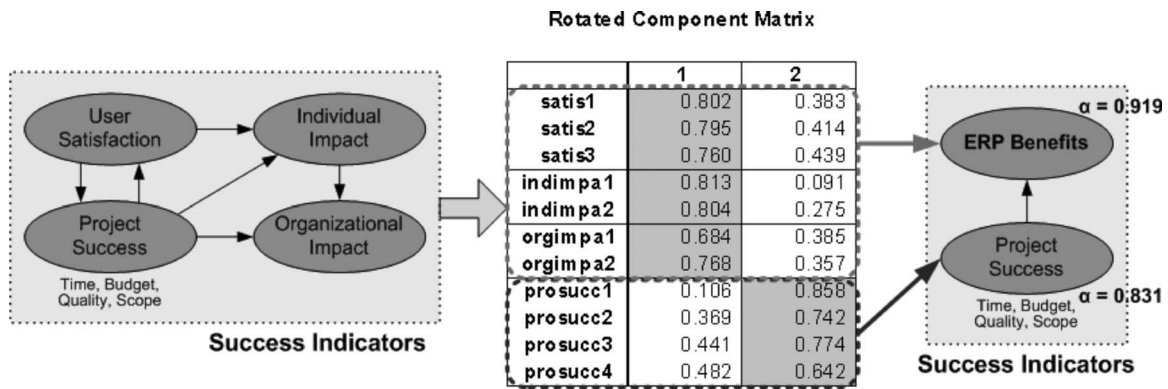 Rotated Component Matrix
User
Satisfaction
Individual
Impact
Project
Success
Organizational
Impact
Time, Budget,
Quality, Scope
Success Indicators
1 2
satis1 0.802 0.383
satis2 0.795 0.414
satis3 0.760 0.439
indimpa1 0.813 0.091
indimpa2 0.804 0.275
orgimpa1 0.684 0.385
orgimpa2 0.768 0.357
prosucc1 0.106 0.858
prosucc2 0.369 0.742
prosucc3 0.441 0.774
prosucc4 0.482 0.642
α = 0.919
ERP Benefits
Project
Success
α = 0.831
Time, Budget,
Quality, Scope
Success Indicators